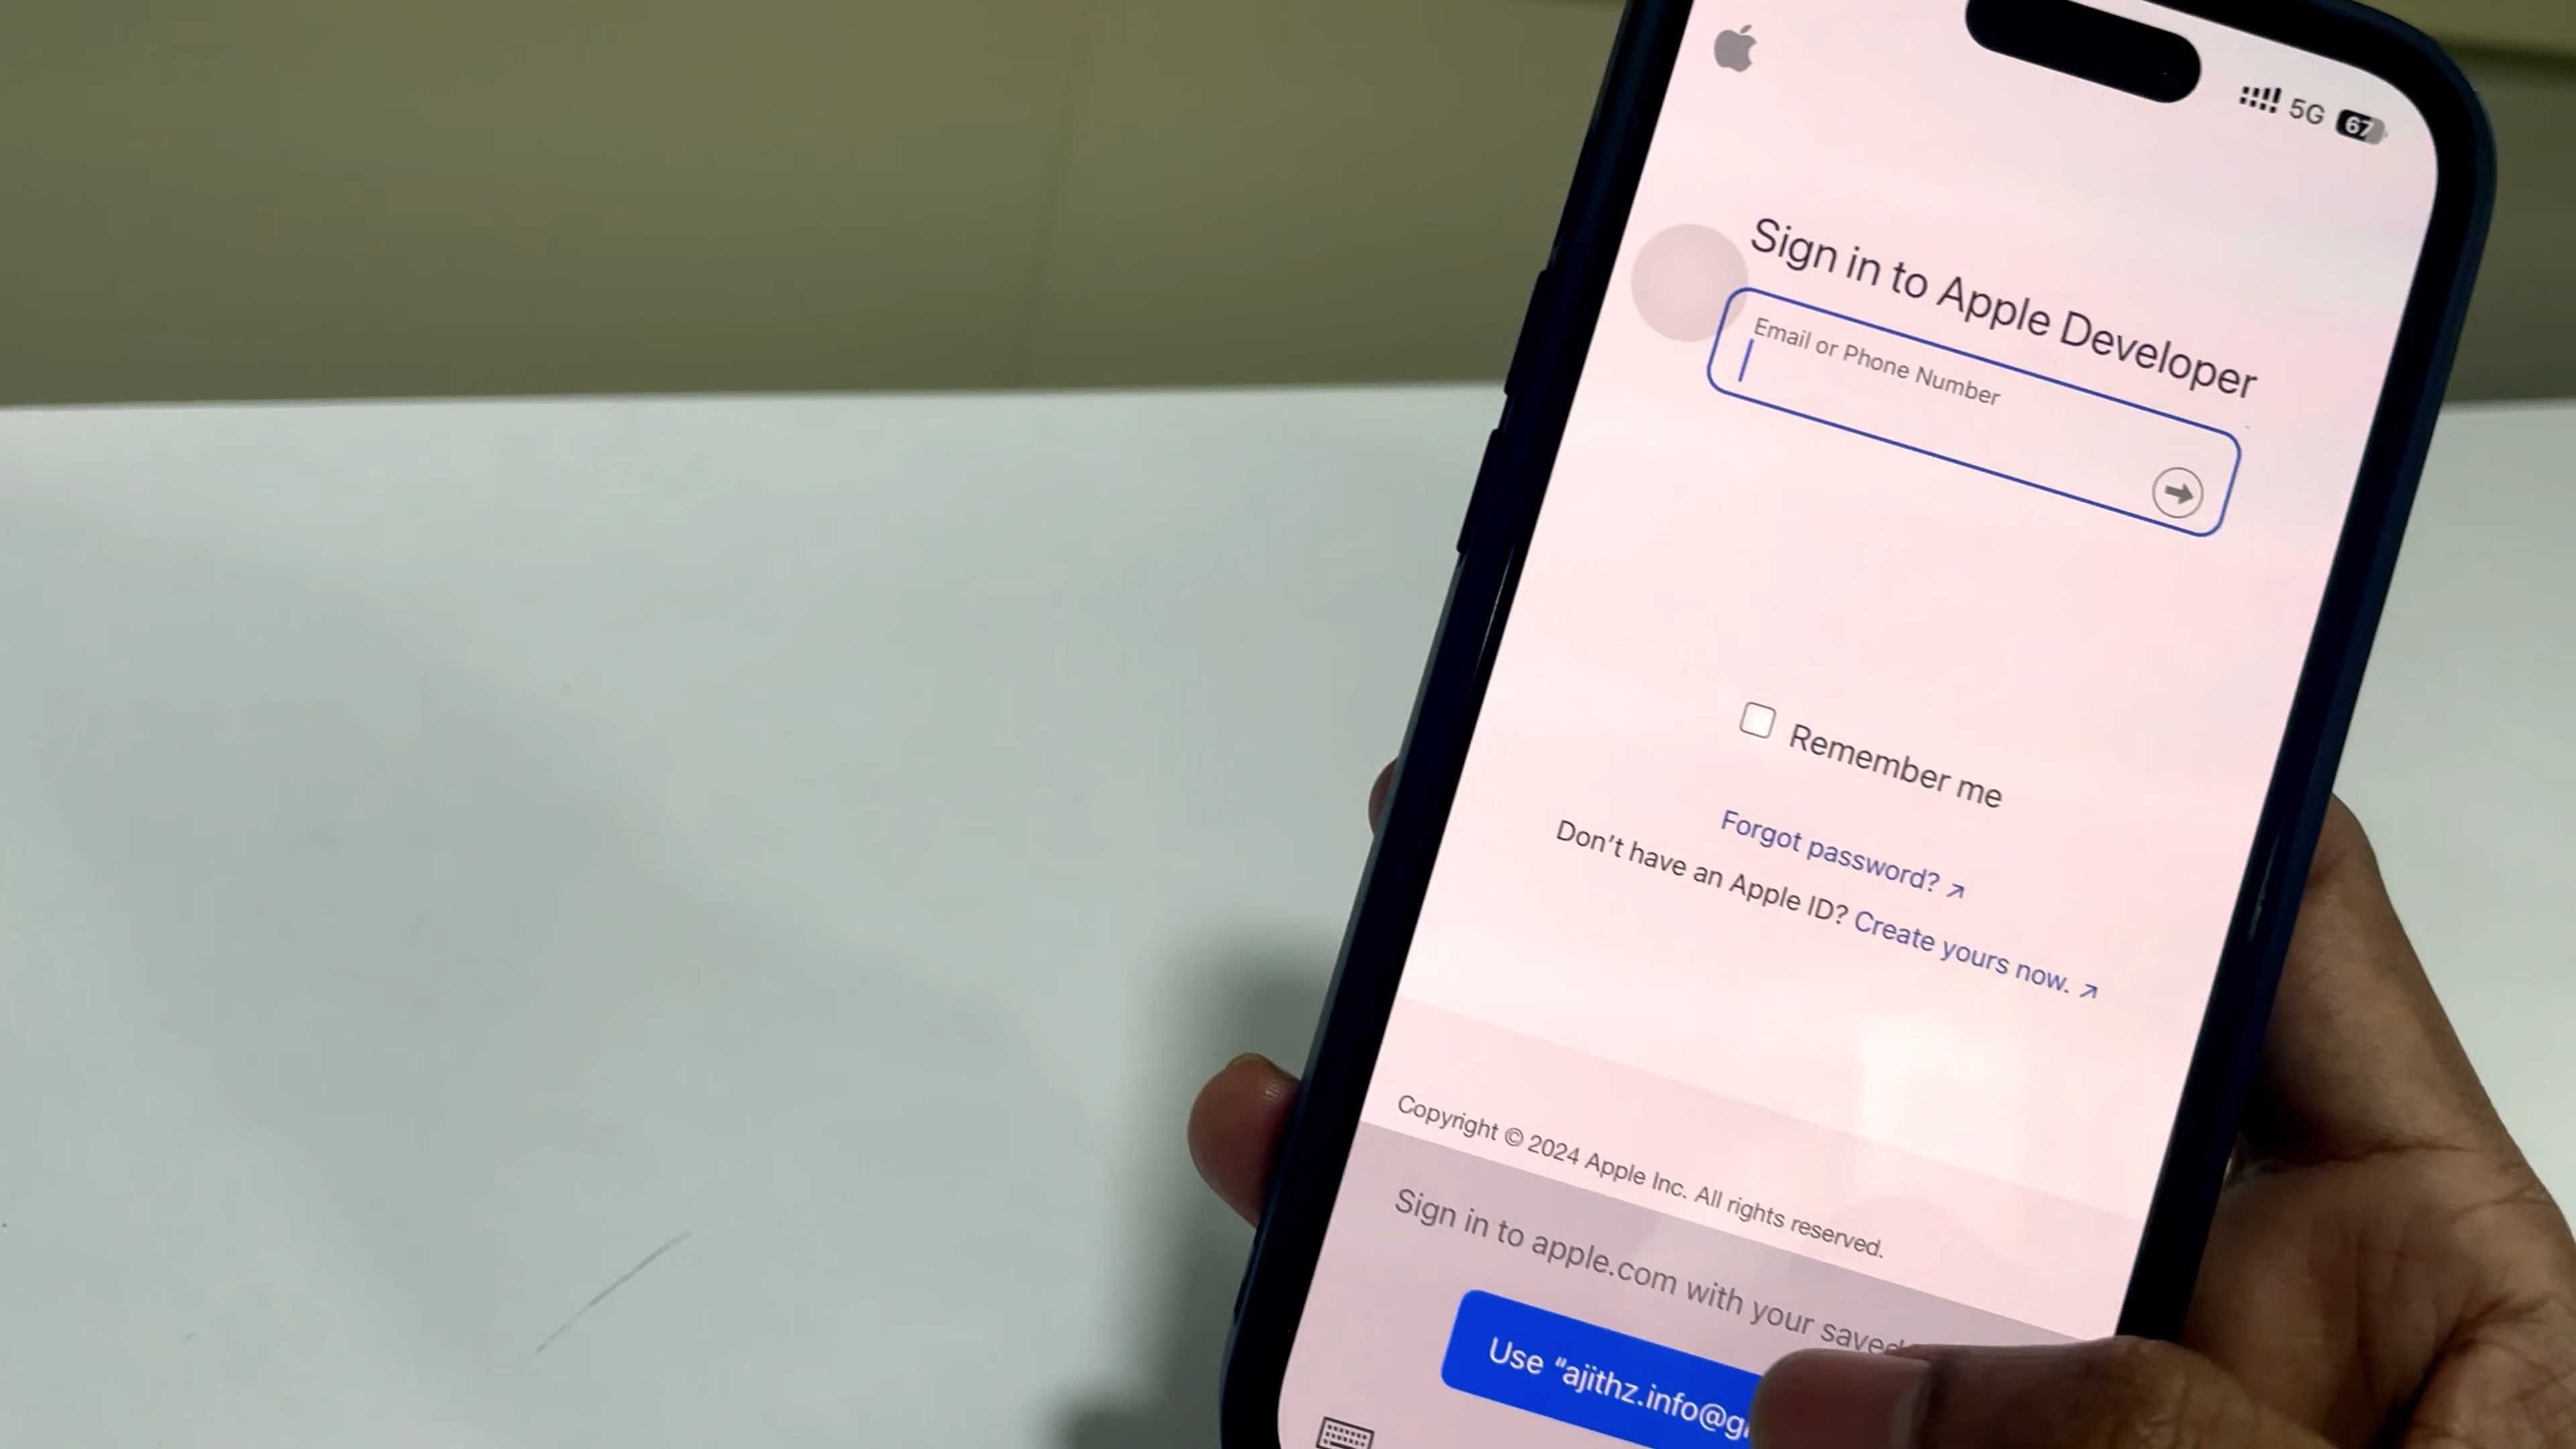 5G 67
Sign in to Apple Developer
Email or Phone Number
Remember me
Forgot password? ↗
Don't have an Apple ID? Create yours now. ↗
Copyright © 2024 Apple Inc. All rights reserved.
Sign in to apple.com with your saved
Use “ajithz.info@g